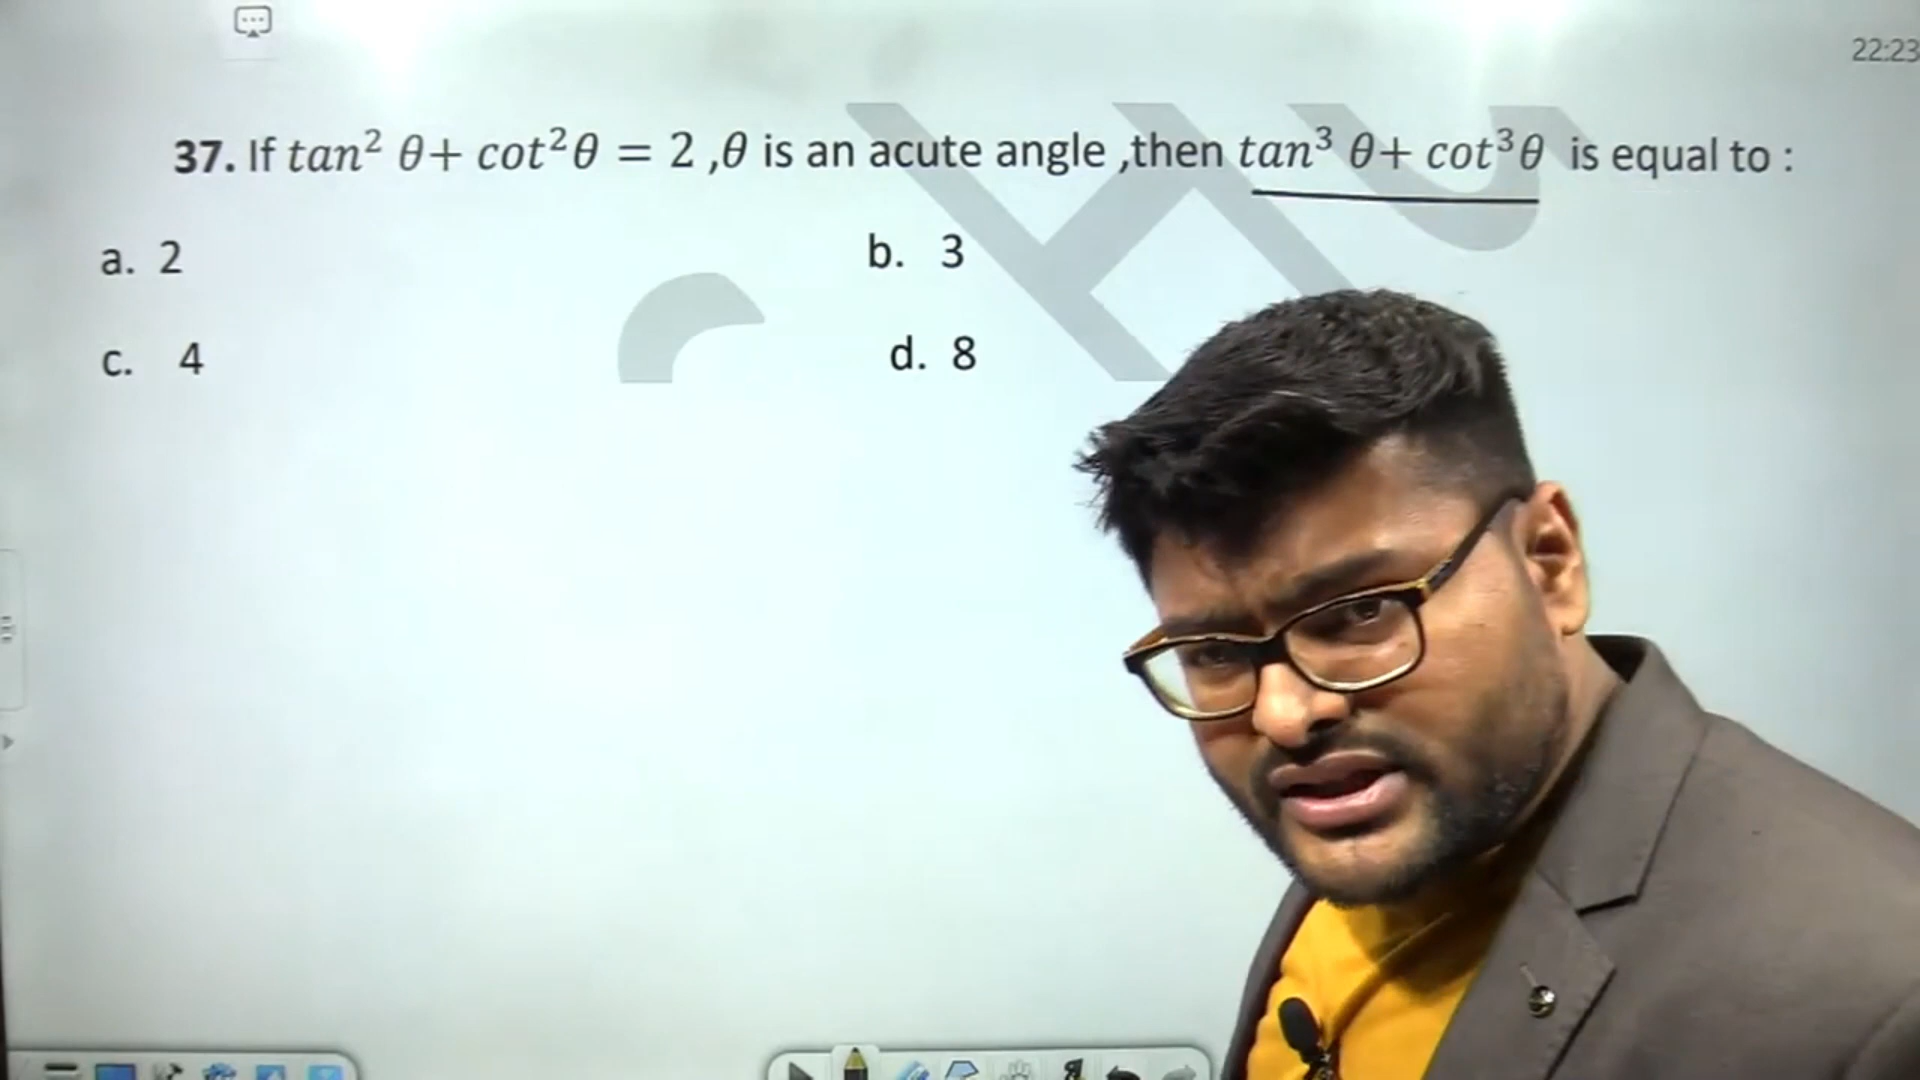 22:23
37. If tan² θ+ cot²θ = 2 ,θ is an acute angle ,then tan³ θ+ cot³θ is equal to :
a. 2
b. 3
c. 4
d. 8